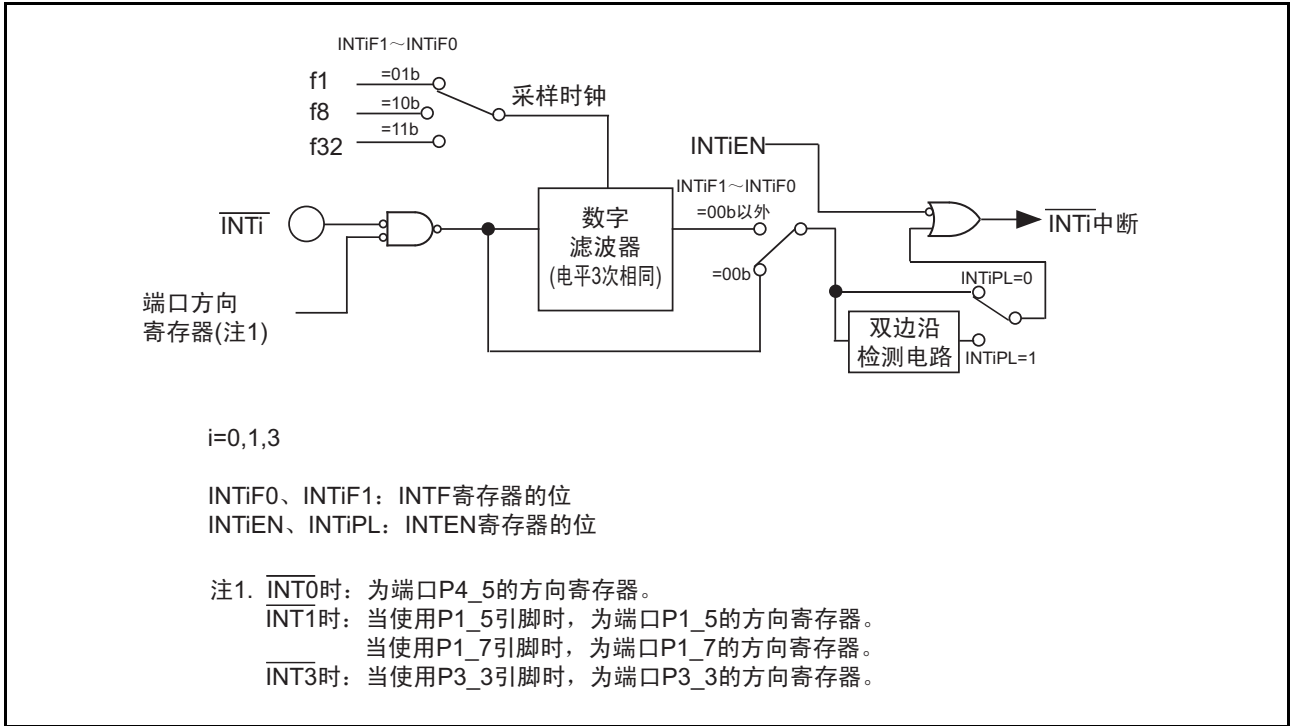 INTiF1～INTiF0
f1 =01b
f8 =10b
f32 =11b
采样时钟
INTiEN
INTi
端口方向
寄存器(注1)
数字
滤波器
(电平3次相同)
INTiF1～INTiF0
=00b以外
=00b
INTi中断
INTiPL=0
双边沿
检测电路
INTiPL=1
i=0,1,3
INTiF0、INTiF1：INTF寄存器的位
INTiEN、INTiPL：INTEN寄存器的位
注1. INT0时：为端口P4_5的方向寄存器。
INT1时：当使用P1_5引脚时，为端口P1_5的方向寄存器。
当使用P1_7引脚时，为端口P1_7的方向寄存器。
INT3时：当使用P3_3引脚时，为端口P3_3的方向寄存器。